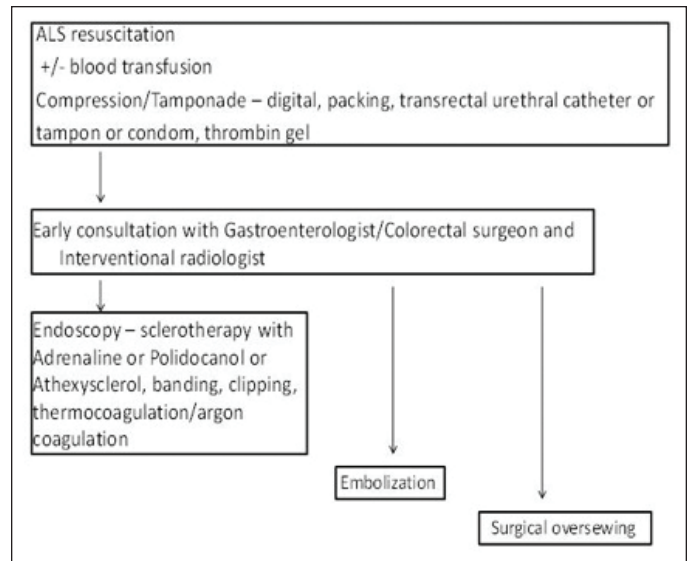 ALS resuscitation
+/- blood transfusion
Compression/Tamponade – digital, packing, transrectal urethral catheter or
tampon or condom, thrombin gel
Early consultation with Gastroenterologist/Colorectal surgeon and
Interventional radiologist
Endoscopy – sclerotherapy with
Adrenaline or Polidocanol or
Athexysclerol, banding, clipping,
thermocoagulation/argon
coagulation
Embolization
Surgical oversewing